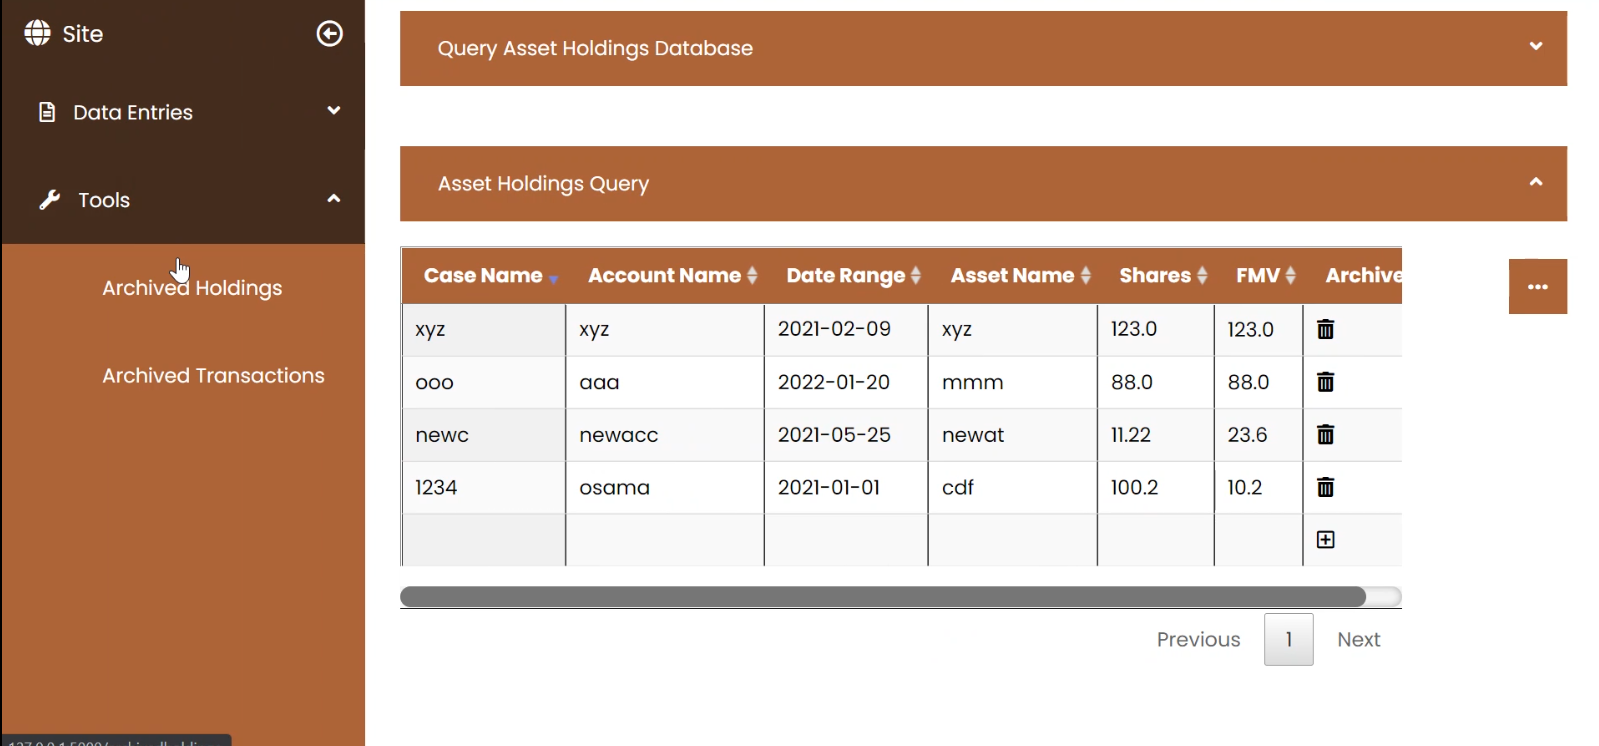 Site
Data Entries
Tools
Archived Holdings
Archived Transactions
Query Asset Holdings Database
Asset Holdings Query
Case Name Account Name Date Range Asset Name Shares FMV Archive
xyz xyz 2021-02-09 xyz 123.0 123.0
ooo aaa 2022-01-20 mmm 88.0 88.0
newc newacc 2021-05-25 newat 11.22 23.6
1234 osama 2021-01-01 cdf 100.2 10.2
Previous 1 Next